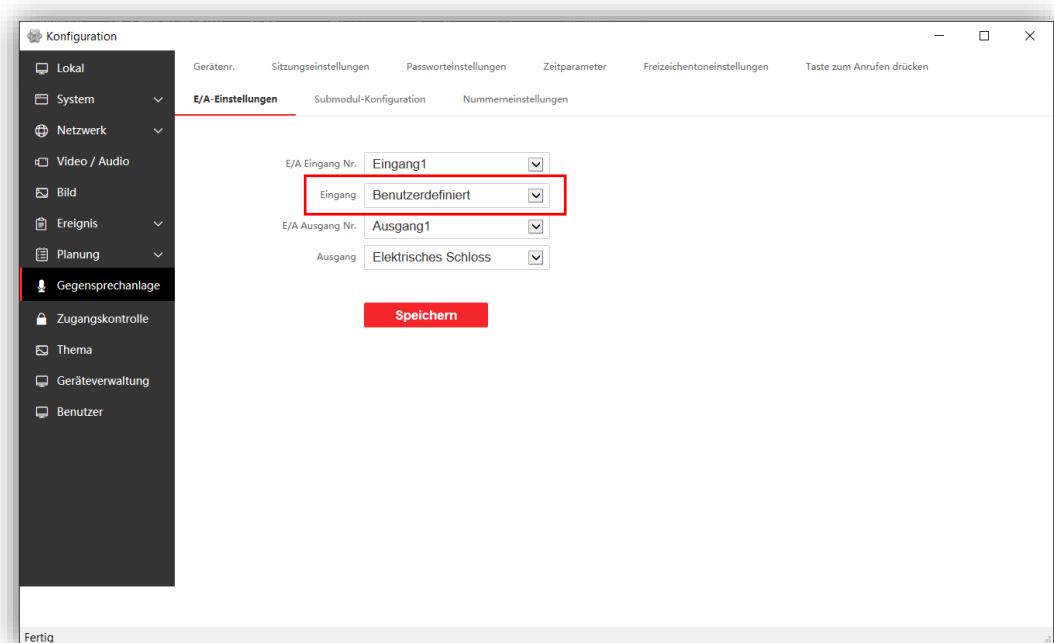 Konfiguration
Lokal
System
Netzwerk
Video / Audio
Bild
Ereignis
Planung
Gegensprechanlage
Zugangskontrolle
Thema
Geräteverwaltung
Benutzer
Gerätenr. Sitzungseinstellungen Passworteinstellungen Zeitparameter Freizeichentoneinstellungen Taste zum Anrufen drücken
E/A-Einstellungen Submodul-Konfiguration Nummerneinstellungen
E/A Eingang Nr. Eingang1
Eingang Benutzerdefiniert
E/A Ausgang Nr. Ausgang1
Ausgang Elektrisches Schloss
Speichern
Fertig